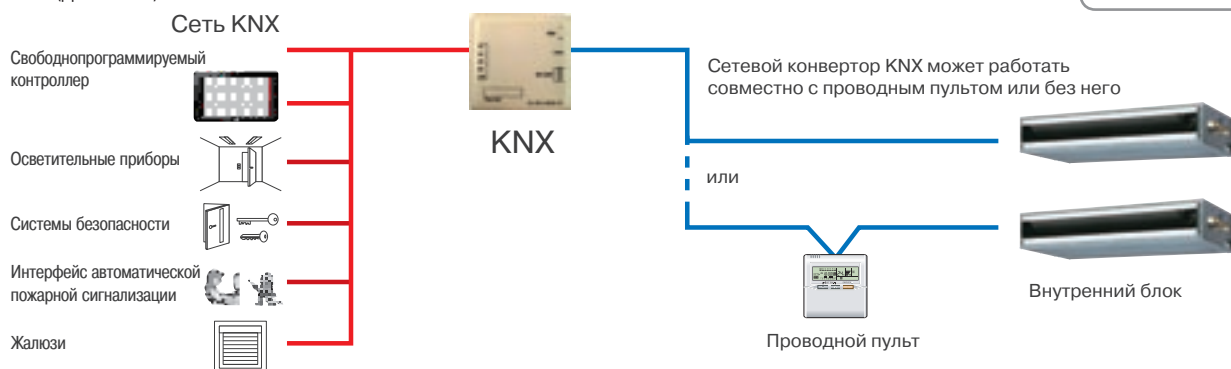 Сеть KNX
Свободнопрограммируемый
контроллер
Осветительные приборы
Системы безопасности
Интерфейс автоматической
пожарной сигнализации
Жалюзи
KNX
Сетевой конвертор KNX может работать
совместно с проводным пультом или без него
или
Проводной пульт
Внутренний блок